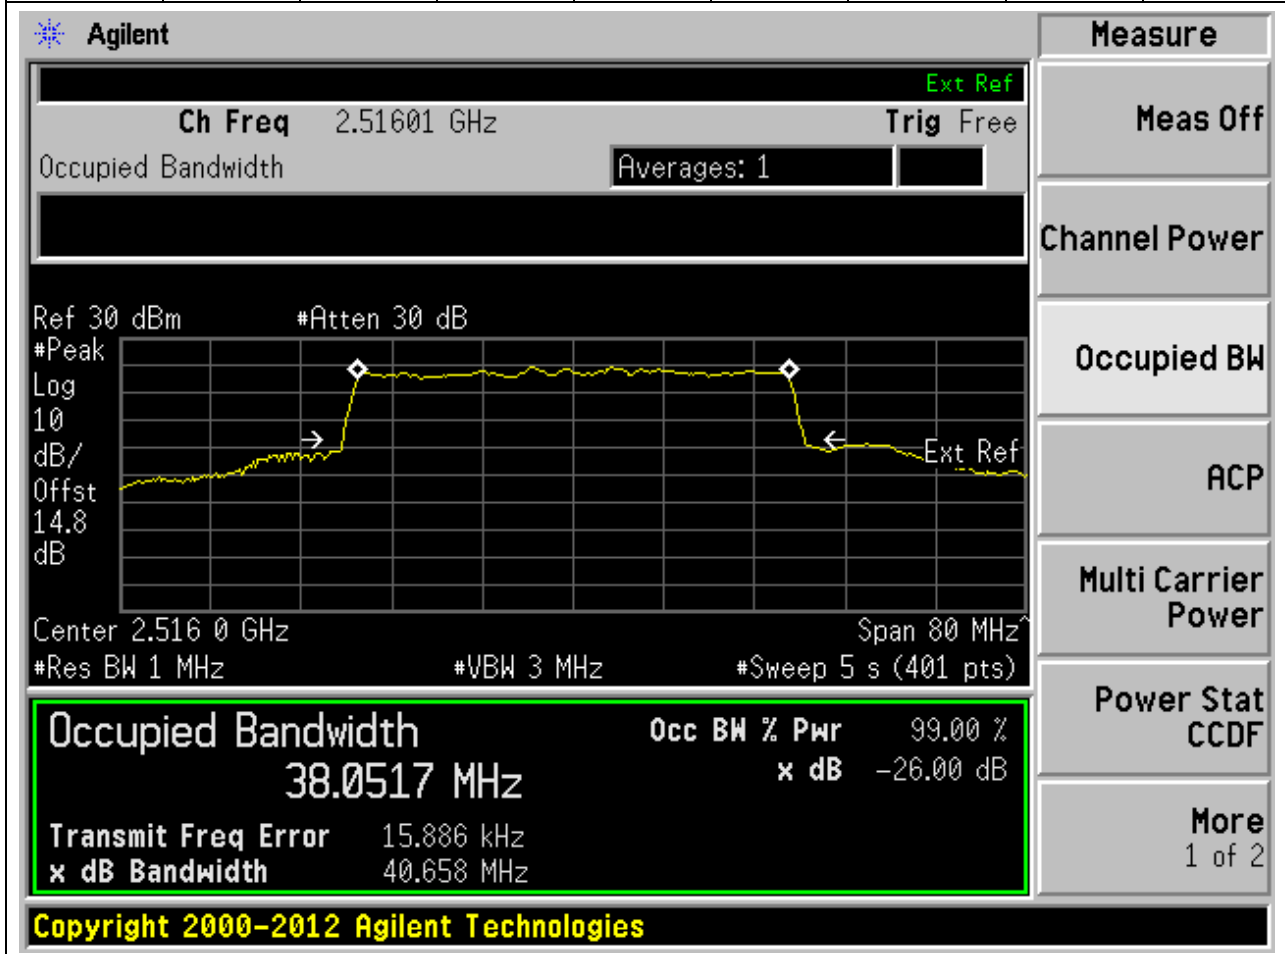 Agilent
Measure
Ext Ref
Ch Freq 2.51601 GHz Trig Free
Meas Off
Occupied Bandwidth Averages: 1
Channel Power
Ref 30 dBm #Atten 30 dB
#Peak
Log
10
dB/
Offst
14.8
dB
Ext Ref
Occupied BW
ACP
Center 2.516 0 GHz Span 80 MHz^
#Res BW 1 MHz #VBW 3 MHz #Sweep 5 s (401 pts)
Multi Carrier
Power
Occupied Bandwidth Occ BW % Pwr 99.00 %
38.0517 MHz x dB -26.00 dB
Transmit Freq Error 15.886 kHz
x dB Bandwidth 40.658 MHz
Power Stat
CCDF
More
1 of 2
Copyright 2000-2012 Agilent Technologies